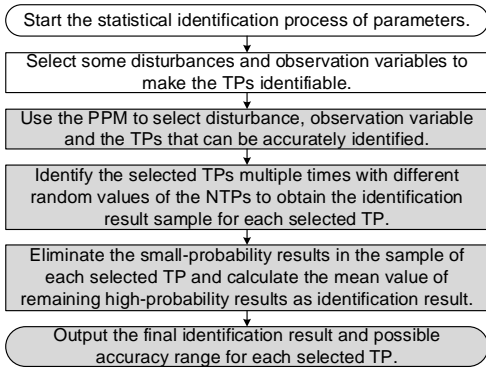 Start the statistical identification process of parameters.
Select some disturbances and observation variables to
make the TPs identifiable.
Use the PPM to select disturbance, observation variable
and the TPs that can be accurately identified.
Identify the selected TPs multiple times with different
random values of the NTPs to obtain the identification
result sample for each selected TP.
Eliminate the small-probability results in the sample of
each selected TP and calculate the mean value of
remaining high-probability results as identification result.
Output the final identification result and possible
accuracy range for each selected TP.